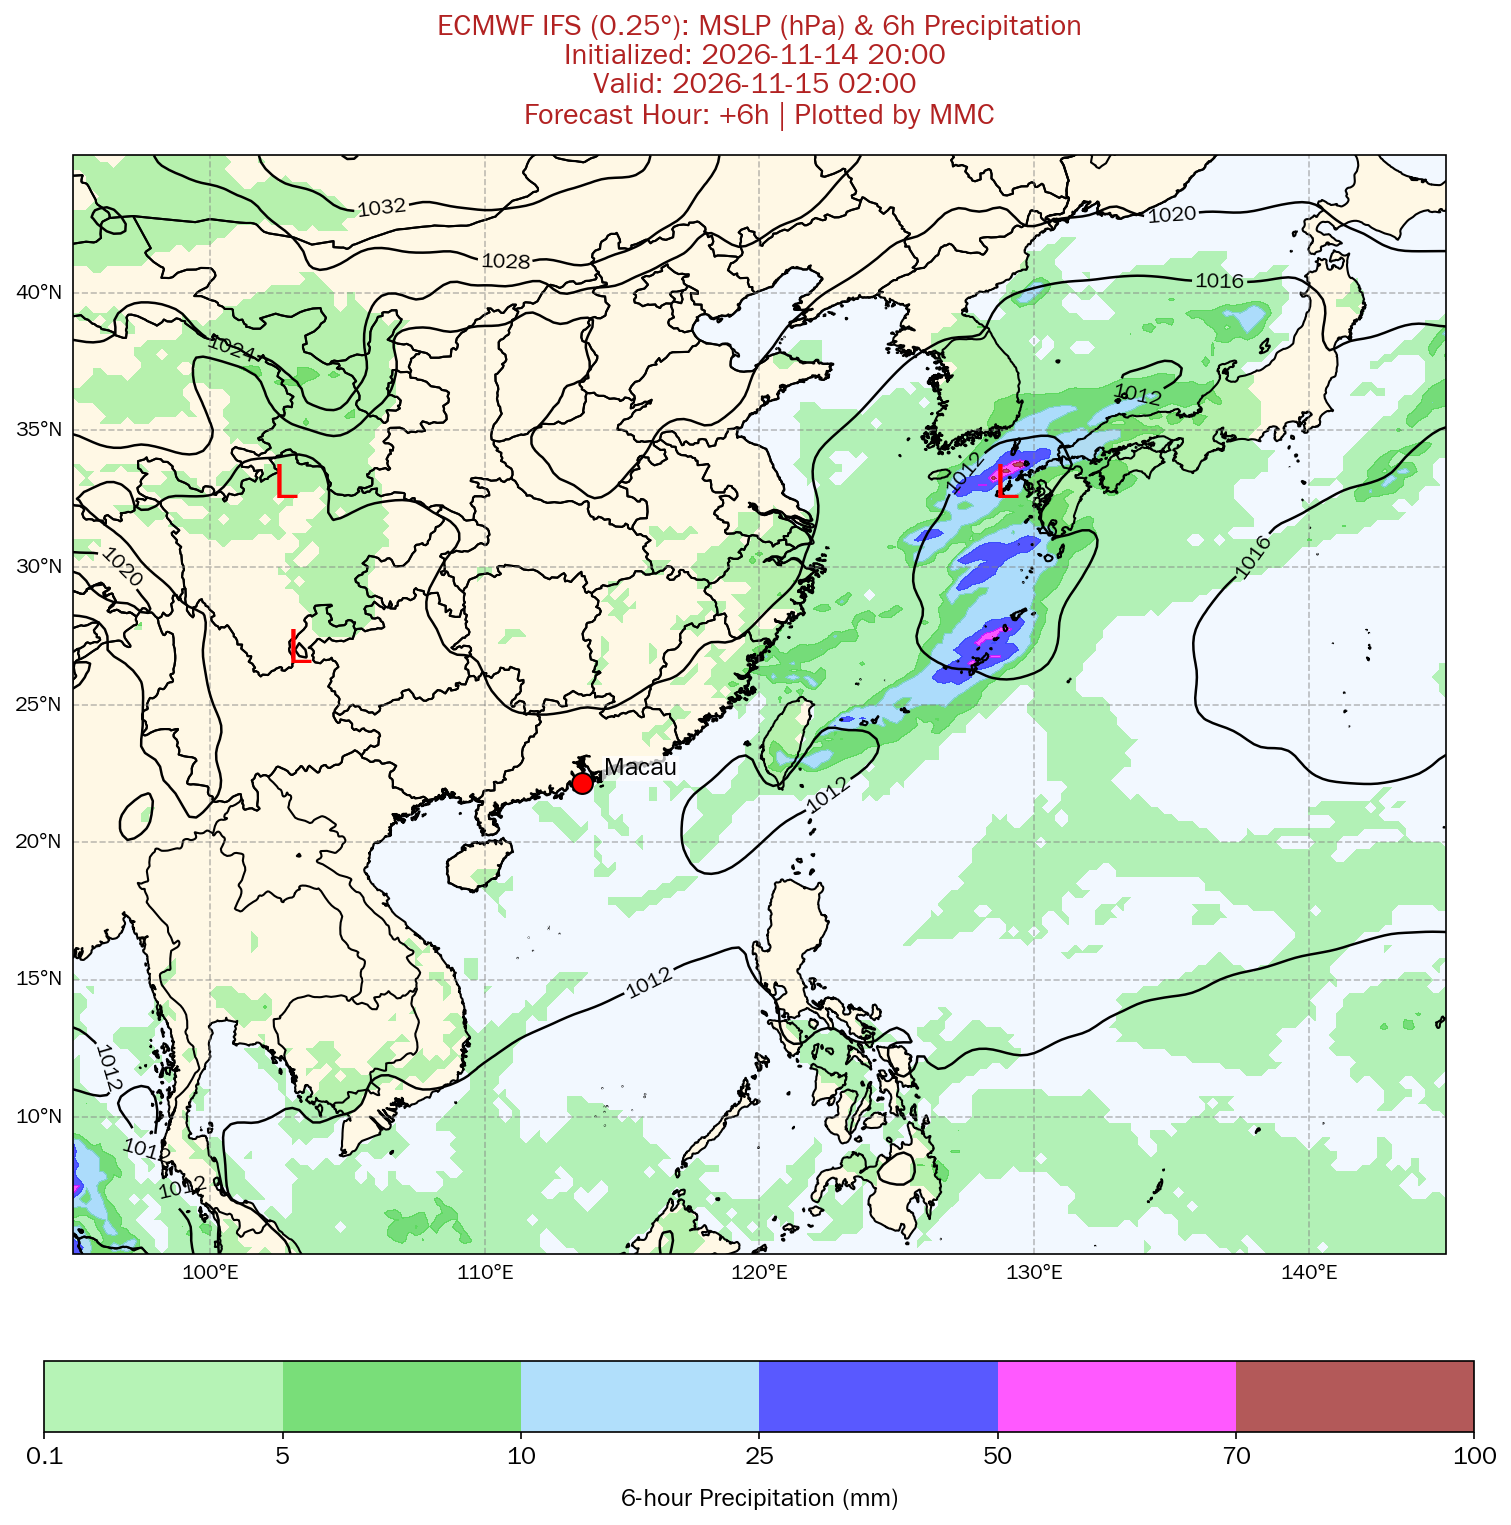 ECMWF IFS (0.25°): MSLP (hPa) & 6h Precipitation
Initialized: 2026-11-14 20:00
Valid: 2026-11-15 02:00
Forecast Hour: +6h | Plotted by MMC
1032
1020
1028
1016
40°N
1024
1012
35°N
L
1012
L
1016
30°N
1020
L
25°N
Macau
1012
20°N
15°N
1012
1012
10°N
1012
1012
100°E 110°E 120°E 130°E 140°E
0.1 5 10 25 50 70 100
6-hour Precipitation (mm)